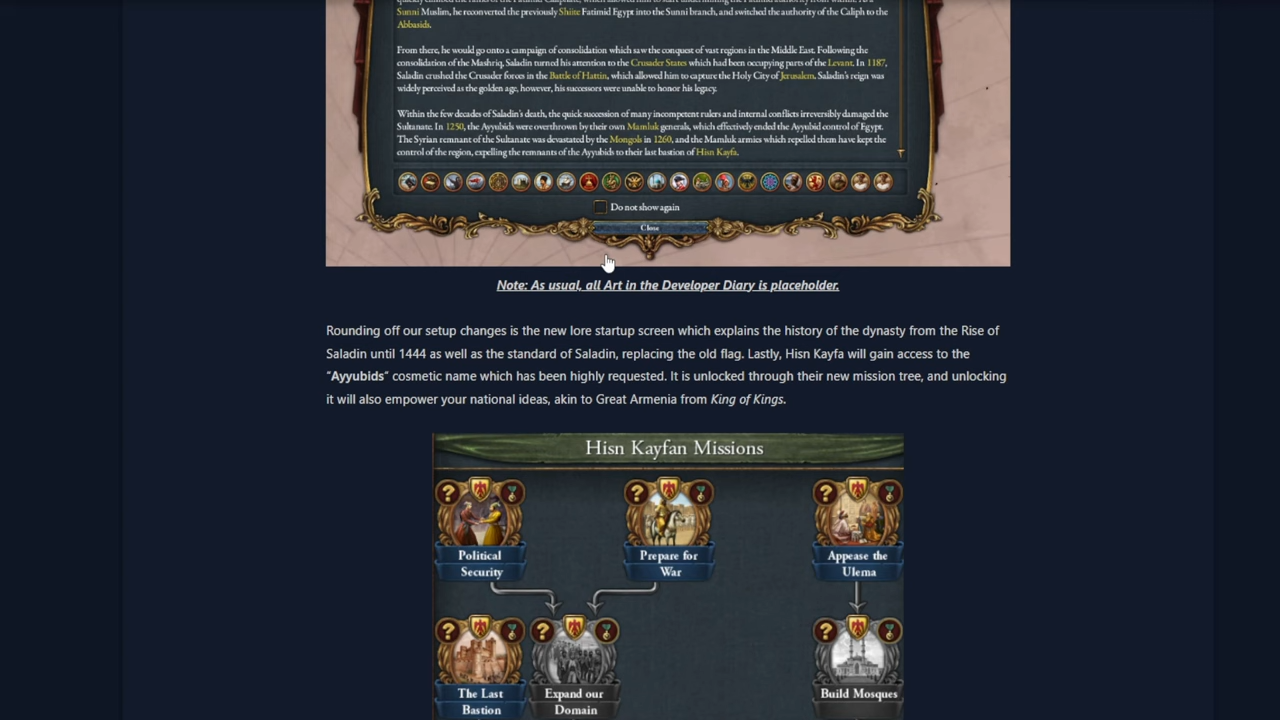 Sunni Muslim, he reconverted the previously Shiite Fatimid Egypt into the Sunni branch, and switched the authority of the Caliph to the
Abbasids.
From there, he would go onto a campaign of consolidation which saw the conquest of vast regions in the Middle East. Following the
consolidation of the Mashriq, Saladin turned his attention to the Crusader States which had been occupying parts of the Levant. In 1187,
Saladin crushed the Crusader forces in the Battle of Hattin, which allowed him to capture the Holy City of Jerusalem. Saladin's reign was
widely perceived as the golden age, however, his successors were unable to honor his legacy.
Within the few decades of Saladin's death, the quick succession of many incompetent rulers and internal conflicts irreversibly damaged the
Sultanate. In 1250, the Ayyubids were overthrown by their own Mamluk generals, which effectively ended the Ayyubid control of Egypt.
The Syrian remnant of the Sultanate was devastated by the Mongols in 1260, and the Mamluk armies which repelled them have kept the
control of the region, expelling the remnants of the Ayyubids to their last bastion of Hisn Kayfa.
Do not show again
Close
Note: As usual, all Art in the Developer Diary is placeholder.
Rounding off our setup changes is the new lore startup screen which explains the history of the dynasty from the Rise of
Saladin until 1444 as well as the standard of Saladin, replacing the old flag. Lastly, Hisn Kayfa will gain access to the
“Ayyubids” cosmetic name which has been highly requested. It is unlocked through their new mission tree, and unlocking
it will also empower your national ideas, akin to Great Armenia from King of Kings.
Hisn Kayfan Missions
Political
Security
Prepare for
War
Appease the
Ulema
The Last
Bastion
Expand our
Domain
Build Mosques